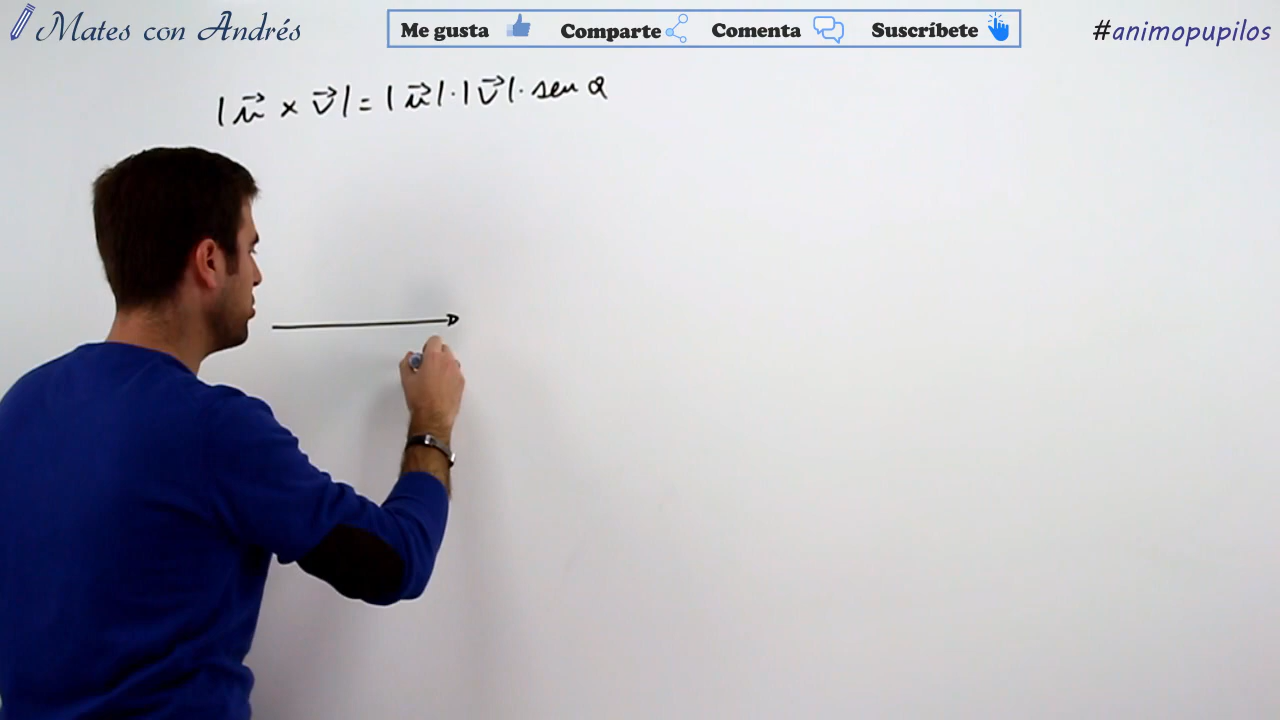 Mates con Andrés
Me gusta Comparte Comenta Suscríbete
#animopupilos
|u⃗ × v⃗| = |u⃗|·|v⃗|· sen α